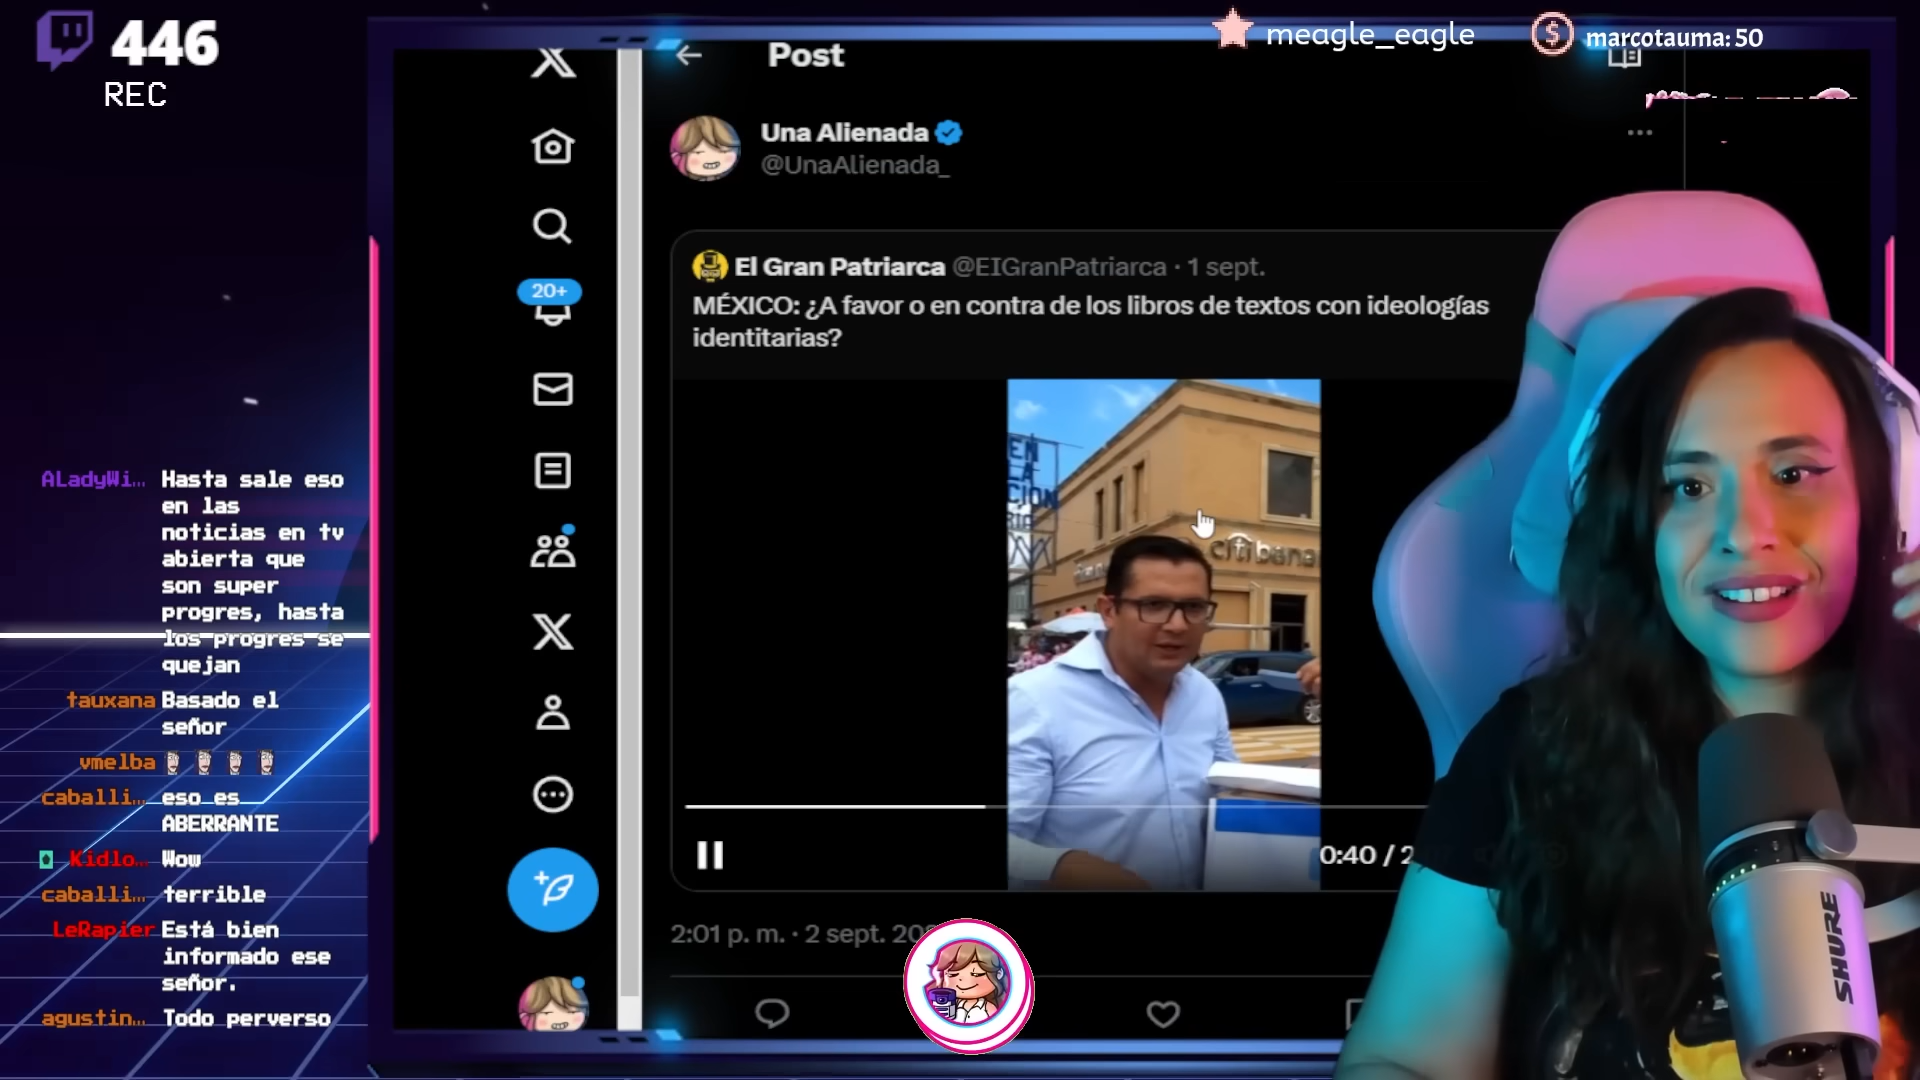 446
REC
meagle_eagle
marcotauma: 50
Post
Una Alienada
@UnaAlienada_
El Gran Patriarca @ElGranPatriarca · 1 sept.
MÉXICO: ¿A favor o en contra de los libros de textos con ideologías
identitarias?
20+
EN
LA
CION
citibana
0:40 / 2
2:01 p. m. · 2 sept. 20
ALadyWi... Hasta sale eso
en las
noticias en tv
abierta que
son super
progres, hasta
los progres se
quejan
tauxana Basado el
señor
vmelba
caballi... eso es
ABERRANTE
Kidlo... Wow
caballi... terrible
LeRapier Está bien
informado ese
señor.
agustin... Todo perverso
SHURE